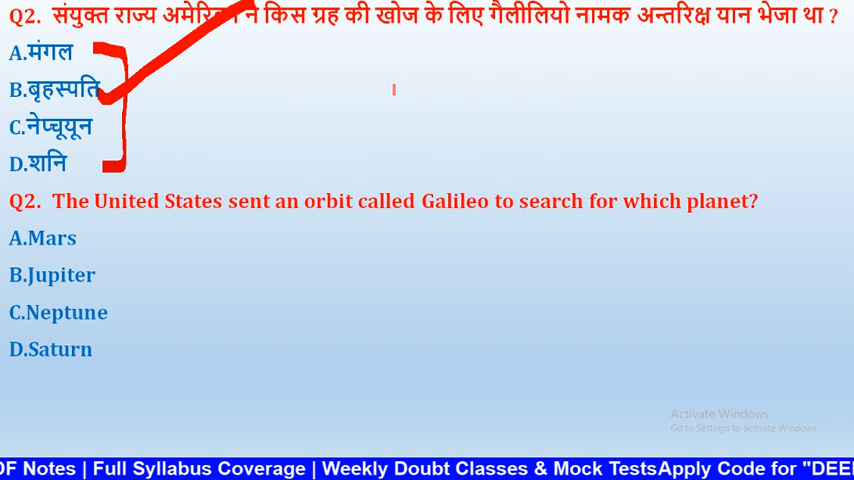 Q2. संयुक्त राज्य अमेरिका ने किस ग्रह की खोज के लिए गैलीलियो नामक अन्तरिक्ष यान भेजा था ?
A.मंगल
B.बृहस्पति
C.नेप्चूयून
D.शनि
Q2. The United States sent an orbit called Galileo to search for which planet?
A.Mars
B.Jupiter
C.Neptune
D.Saturn
Activate Windows
Go to Settings to activate Windows.
DF Notes | Full Syllabus Coverage | Weekly Doubt Classes & Mock TestsApply Code for "DEE